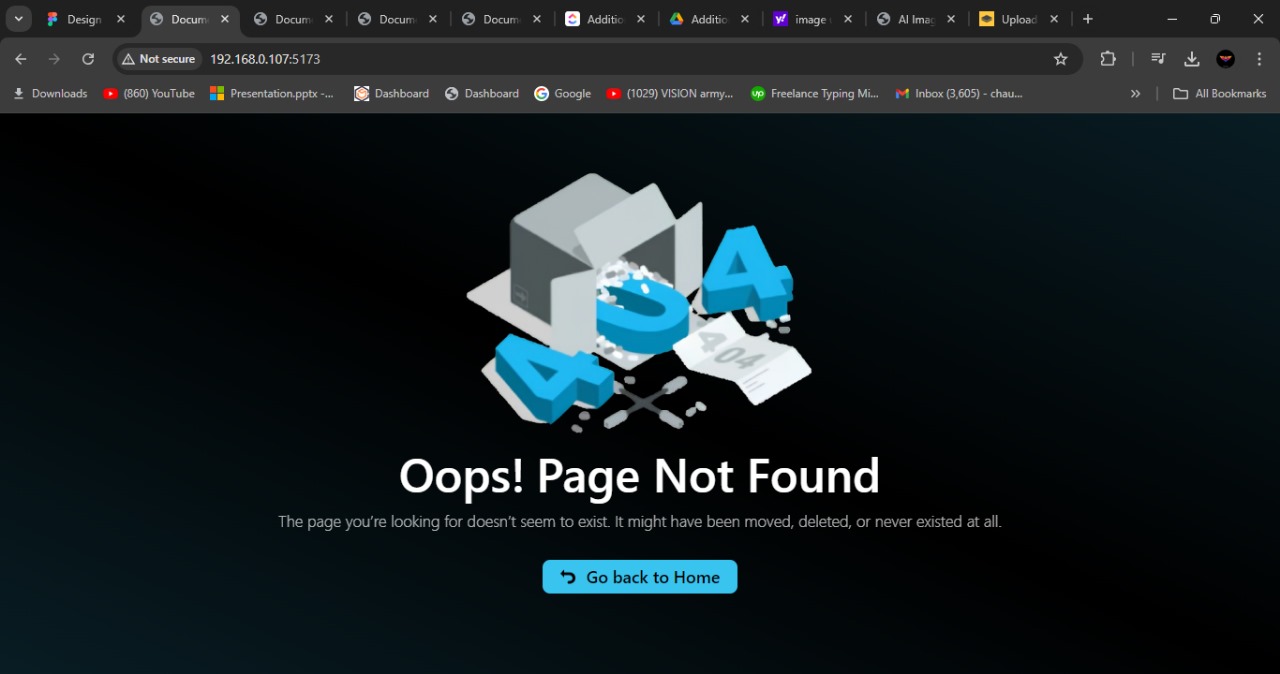 Design
Docum
Docum
Docum
Docum
Additio
Additio
image
AI Imag
Upload
Not secure
192.168.0.107:5173
Downloads
(860) YouTube
Presentation.pptx -...
Dashboard
Dashboard
Google
(1029) VISION army...
up
Freelance Typing Mi...
Inbox (3,605) - chau...
All Bookmarks
404
404
Oops! Page Not Found
The page you’re looking for doesn’t seem to exist. It might have been moved, deleted, or never existed at all.
Go back to Home